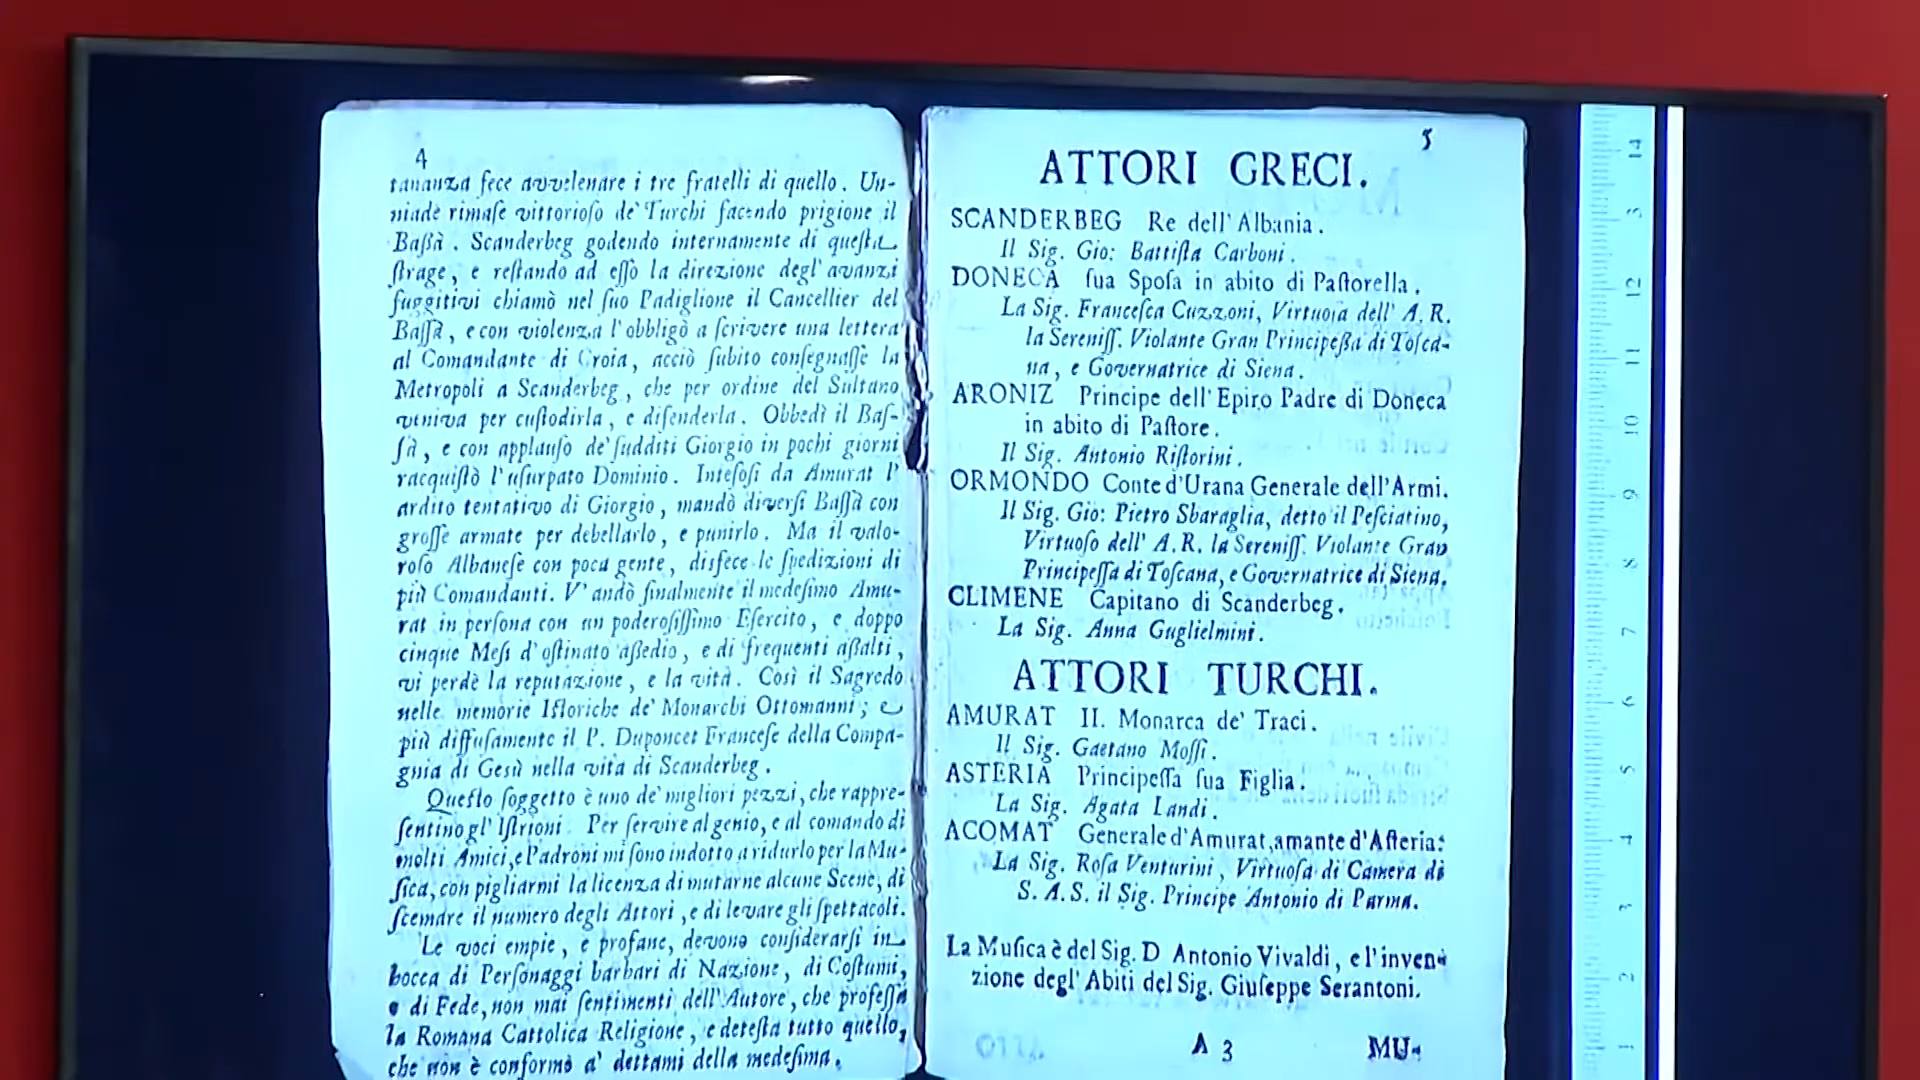 4
tananza fece avvelenare i tre fratelli di quello. Un-
niade rimaſe vittorioſo de' Turchi facendo prigione il
Baſsà. Scanderbeg godendo internamente di queſta
ſtrage, e reſtando ad eſſo la direzione degl' avanzi
fuggitivi chiamò nel ſuo Padiglione il Cancellier del
Baſſà, e con violenza l' obbligò a ſcrivere una lettera
al Comandante di Croia, acciò ſubito conſegnaſſe la
Metropoli a Scanderbeg, che per ordine del Sultano
veniva per cuſtodirla, e difenderla. Obbedì il Baſ-
ſà, e con applauſo de' ſudditi Giorgio in pochi giorni
racquiſtò l' uſurpato Dominio. Inteſoſi da Amurat l'
ardito tentativo di Giorgio, mandò diverſi Baſſà con
groſſe armate per debellarlo, e punirlo. Ma il valo-
roſo Albaneſe con poca gente, disfece le ſpedizioni di
più Comandanti. V' andò finalmente il medeſimo Amu-
rat in perſona con un poderoſiſſimo Eſercito, e doppo
cinque Meſi d' oſtinato aſſedio, e di frequenti aſſalti,
vi perdè la reputazione, e la vita. Così il Sagredo
nelle memorie Iſtoriche de' Monarchi Ottomanni; e
più diffuſamente il P. Duponcet Franceſe della Compa-
gnia di Gesù nella vita di Scanderbeg.
Queſto ſoggetto è uno de' migliori pezzi, che rappre-
ſentino gl' Iſtrioni. Per ſervire al genio, e al comando di
molti Amici, e Padroni mi ſono indotto a ridurlo per la Mu-
ſica, con pigliarmi la licenza di mutarne alcune Scene, di
ſcemare il numero degli Attori, e di levare gli ſpettacoli.
Le voci empie, e profane, devono conſiderarſi in
bocca di Perſonaggi barbari di Nazione, di Coſtumi,
e di Fede, non mai ſentimenti dell' Autore, che profeſſa
la Romana Cattolica Religione, e deteſta tutto quello,
che non è conforme a' dettami della medeſima.
5
ATTORI GRECI.
SCANDERBEG Re dell' Albania.
Il Sig. Gio: Battiſta Carboni.
DONECA ſua Spoſa in abito di Paſtorella.
La Sig. Franceſca Cuzzoni, Virtuoſa dell' A. R.
la Sereniſſ. Violante Gran Principeſſa di Toſca-
na, e Governatrice di Siena.
ARONIZ Principe dell' Epiro Padre di Doneca
in abito di Paſtore.
Il Sig. Antonio Riſtorini.
ORMONDO Conte d'Urana Generale dell'Armi.
Il Sig. Gio: Pietro Sbaraglia, detto il Peſciatino,
Virtuoſo dell' A. R. la Sereniſſ. Violante Gran
Principeſſa di Toſcana, e Governatrice di Siena.
CLIMENE Capitano di Scanderbeg.
La Sig. Anna Guglielmini.
ATTORI TURCHI.
AMURAT II. Monarca de' Traci.
Il Sig. Gaetano Moſſi.
ASTERIA Principeſſa ſua Figlia.
La Sig. Agata Landi.
ACOMAT Generale d'Amurat, amante d'Aſteria.
La Sig. Roſa Venturini, Virtuoſa di Camera di
S. A. S. il Sig. Principe Antonio di Parma.
La Muſica è del Sig. D Antonio Vivaldi, e l'inven-
zione degl' Abiti del Sig. Giuſeppe Serantoni.
A 3 MU-
14
12
11
10
9
8
7
6
5
4
3
2
1